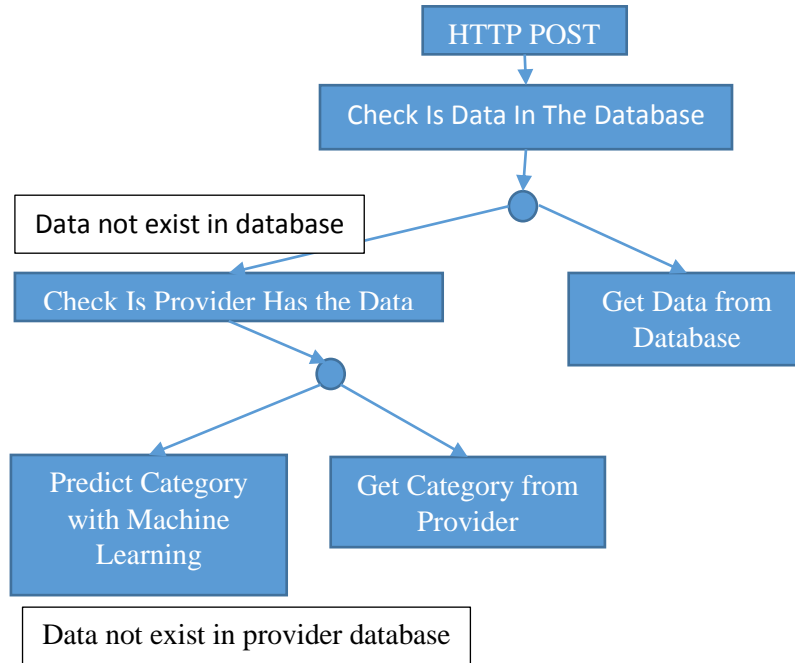 HTTP POST
Check Is Data In The Database
Data not exist in database
Check Is Provider Has the Data
Get Data from
Database
Predict Category
with Machine
Learning
Get Category from
Provider
Data not exist in provider database